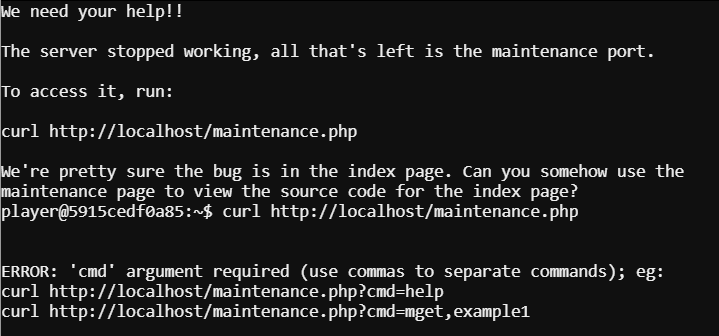 We need your help!!
The server stopped working, all that's left is the maintenance port.
To access it, run:
curl http://localhost/maintenance.php
We're pretty sure the bug is in the index page. Can you somehow use the
maintenance page to view the source code for the index page?
player@5915cedf0a85:~$ curl http://localhost/maintenance.php
ERROR: 'cmd' argument required (use commas to separate commands); eg:
curl http://localhost/maintenance.php?cmd=help
curl http://localhost/maintenance.php?cmd=mget,example1